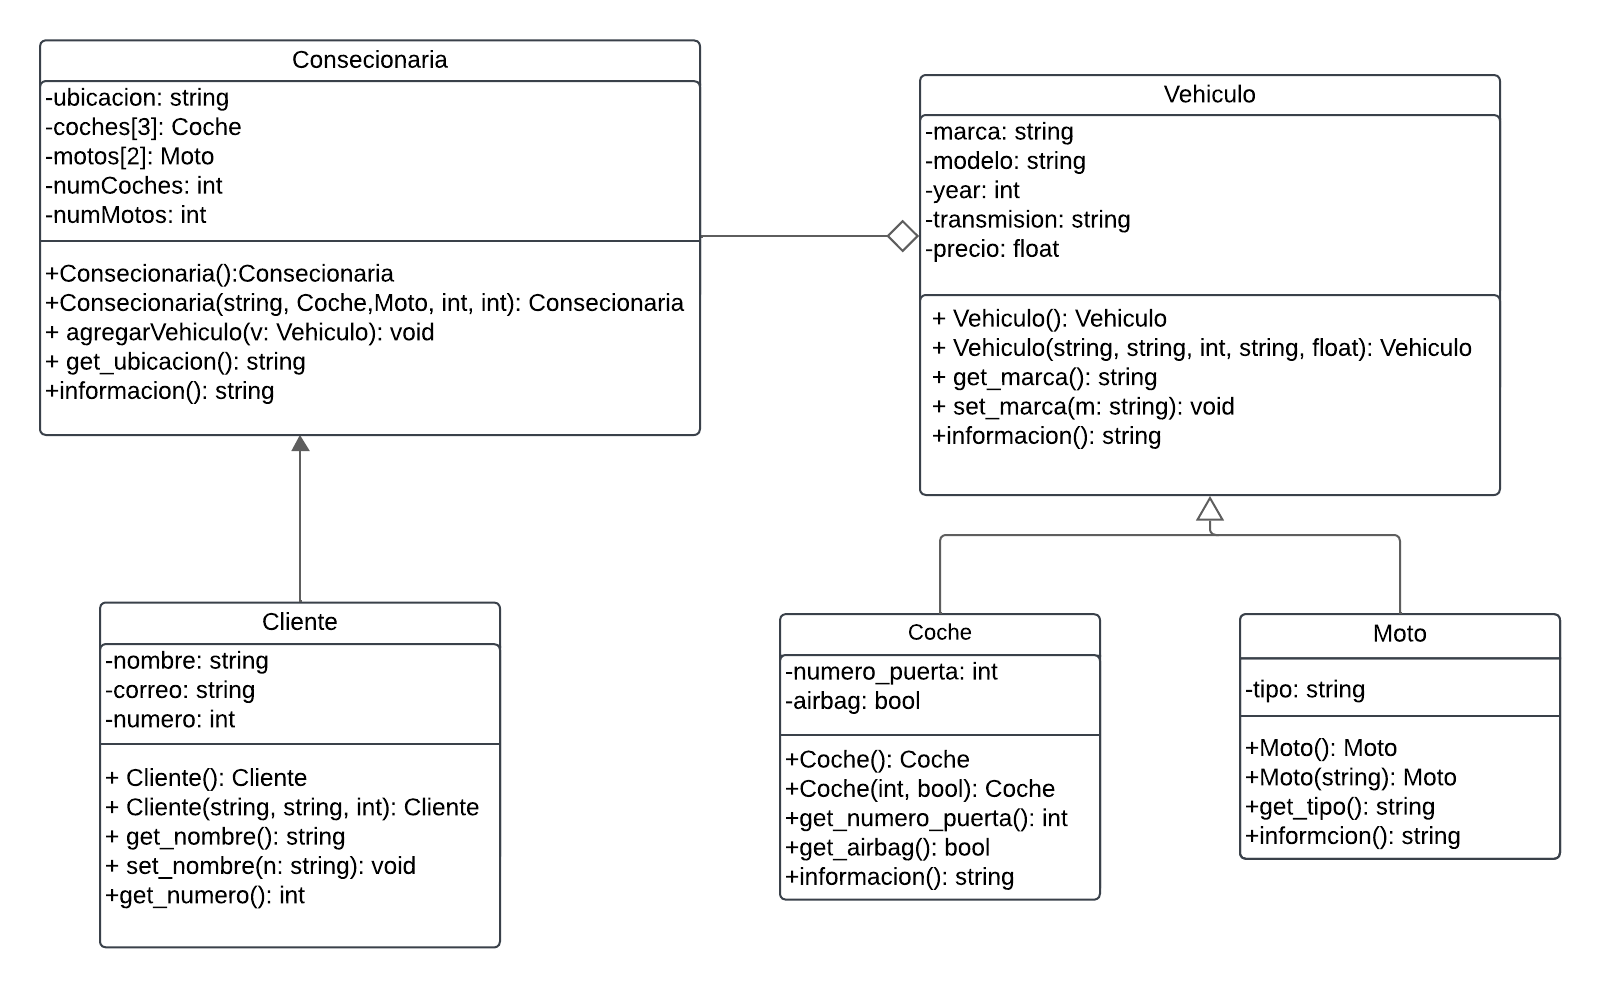 Consecionaria
-ubicacion: string
-coches[3]: Coche
-motos[2]: Moto
-numCoches: int
-numMotos: int
+Consecionaria():Consecionaria
+Consecionaria(string, Coche,Moto, int, int): Consecionaria
+ agregarVehiculo(v: Vehiculo): void
+ get_ubicacion(): string
+informacion(): string
Vehiculo
-marca: string
-modelo: string
-year: int
-transmision: string
-precio: float
+ Vehiculo(): Vehiculo
+ Vehiculo(string, string, int, string, float): Vehiculo
+ get_marca(): string
+ set_marca(m: string): void
+informacion(): string
Cliente
-nombre: string
-correo: string
-numero: int
+ Cliente(): Cliente
+ Cliente(string, string, int): Cliente
+ get_nombre(): string
+ set_nombre(n: string): void
+get_numero(): int
Coche
-numero_puerta: int
-airbag: bool
+Coche(): Coche
+Coche(int, bool): Coche
+get_numero_puerta(): int
+get_airbag(): bool
+informacion(): string
Moto
-tipo: string
+Moto(): Moto
+Moto(string): Moto
+get_tipo(): string
+informcion(): string